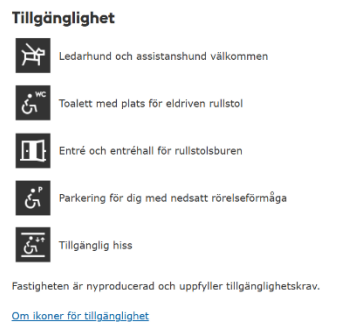 Tillgänglighet
Ledarhund och assistanshund välkommen
WC
Toalett med plats för eldriven rullstol
Entré och entréhall för rullstolsburen
P
Parkering för dig med nedsatt rörelseförmåga
Tillgänglig hiss
Fastigheten är nyproducerad och uppfyller tillgänglighetskrav.
Om ikoner för tillgänglighet